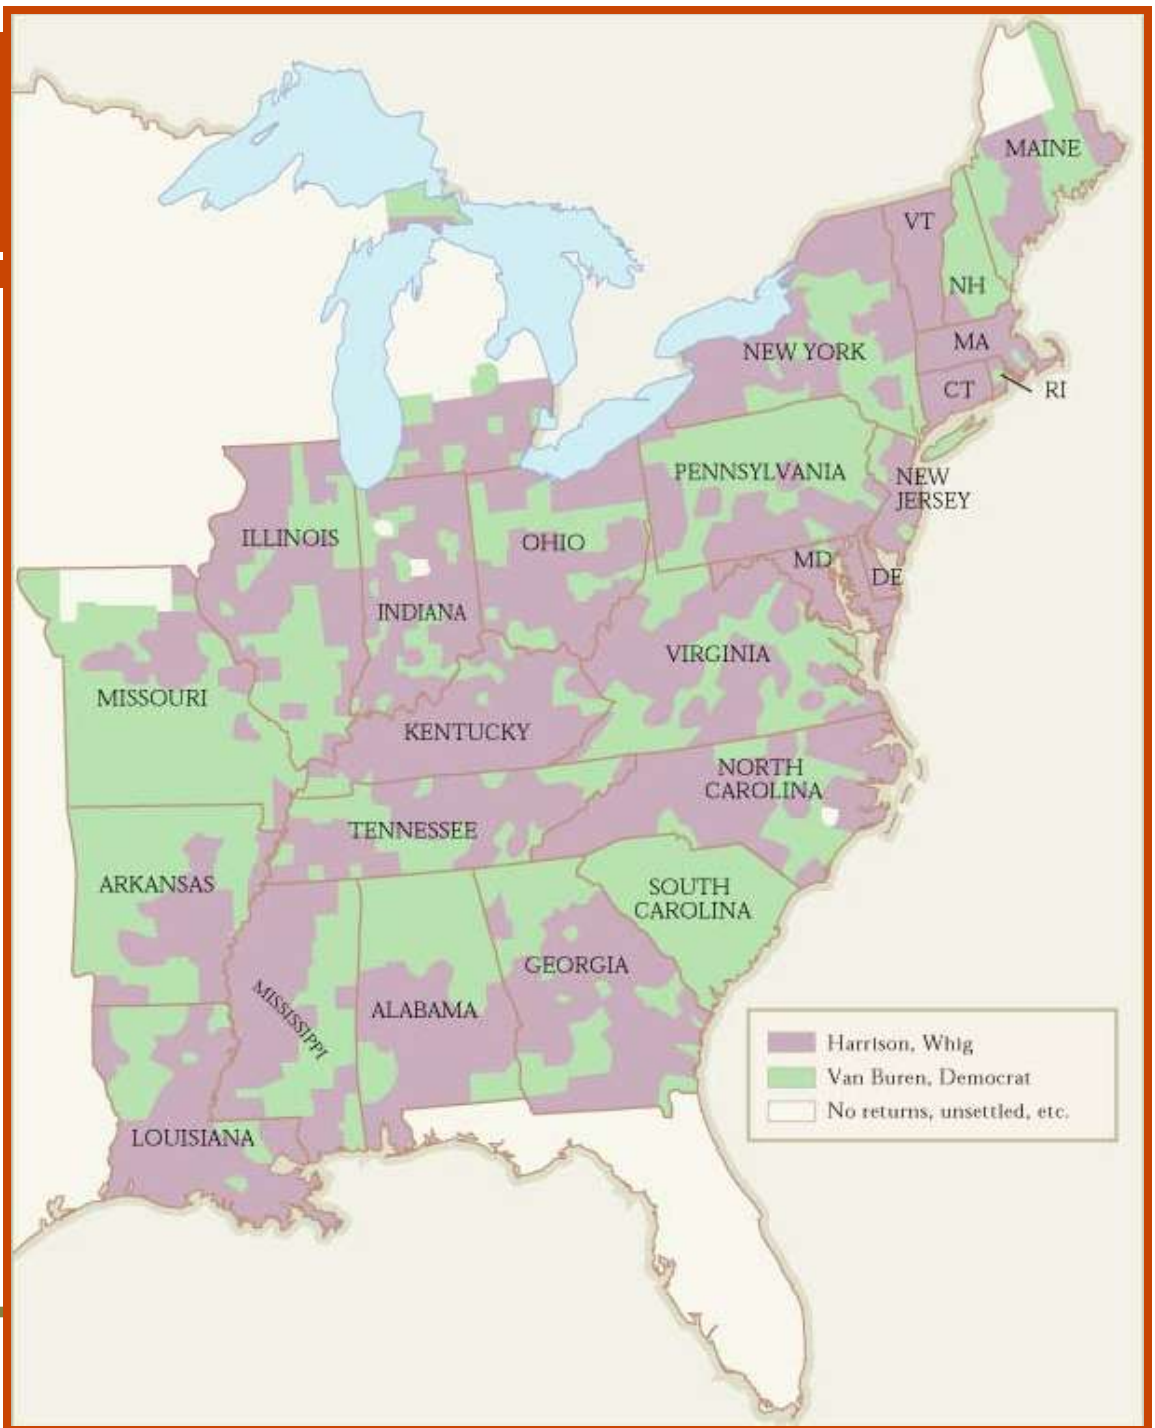 MAINE
VT
NH
NEW YORK
MA
CT
RI
PENNSYLVANIA
NEW
JERSEY
ILLINOIS
OHIO
MD
DE
INDIANA
VIRGINIA
MISSOURI
KENTUCKY
NORTH
CAROLINA
TENNESSEE
ARKANSAS
SOUTH
CAROLINA
GEORGIA
MISSISSIPPI
ALABAMA
LOUISIANA
Harrison, Whig
Van Buren, Democrat
No returns, unsettled, etc.